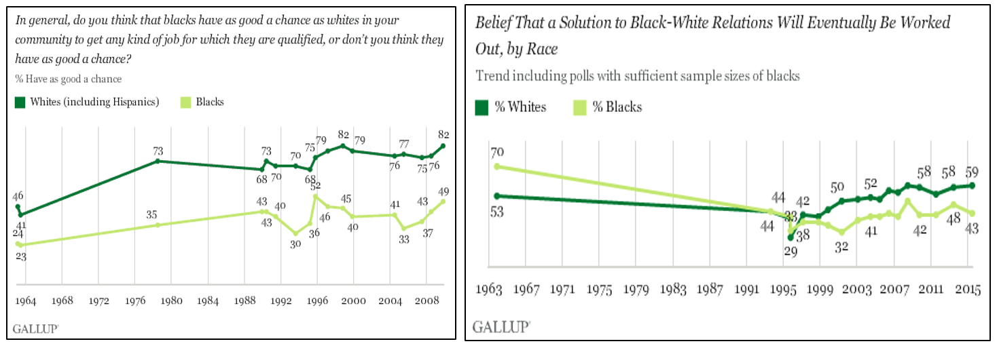 In general, do you think that blacks have as good a chance as whites in your
community to get any kind of job for which they are qualified, or don't you think they
have as good a chance?
% Have as good a chance
Whites (including Hispanics) Blacks
46 41 73 68 73 70 70 68 75 79 82 79 76 77 75 76 82
24 23 35 43 43 40 30 36 52 46 45 40 41 33 37 43 49
1964 1968 1972 1976 1980 1984 1988 1992 1996 2000 2004 2008
GALLUP'
Belief That a Solution to Black-White Relations Will Eventually Be Worked
Out, by Race
Trend including polls with sufficient sample sizes of blacks
% Whites % Blacks
70 44 33 38 32 41 42 48 43
53 44 29 42 50 52 58 58 59
1963 1967 1971 1975 1979 1983 1987 1991 1995 1999 2003 2007 2011 2015
GALLUP'